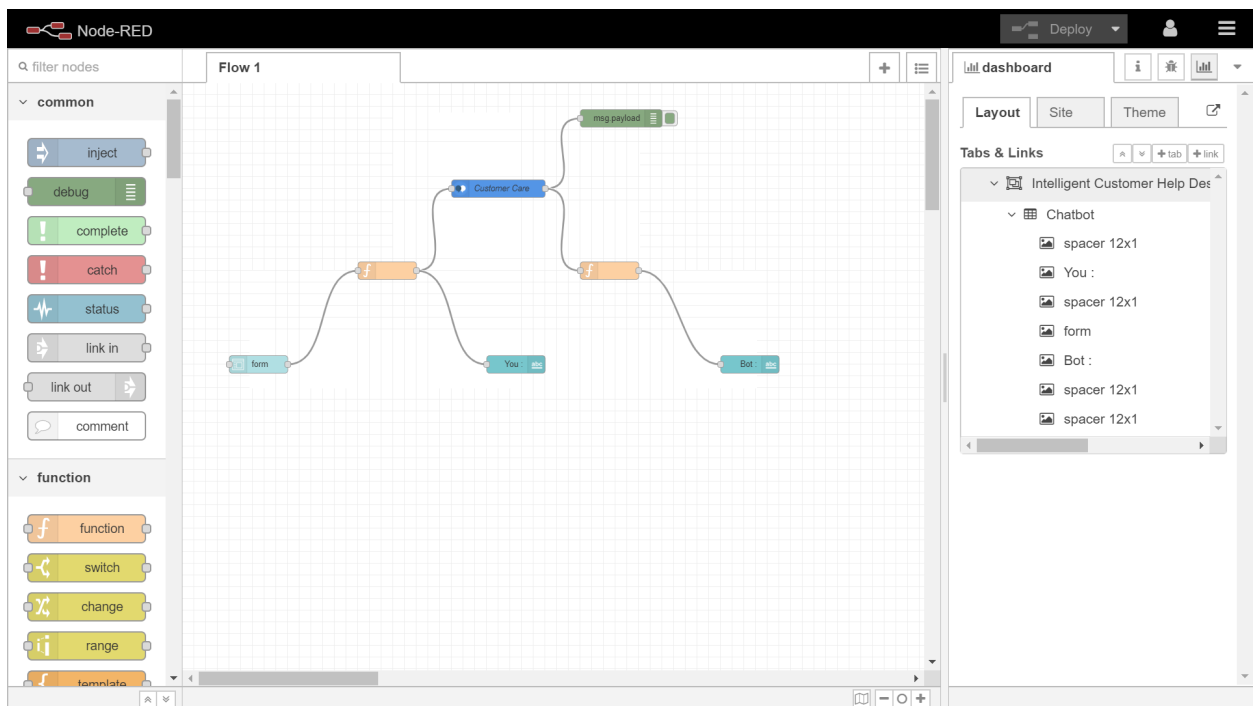 Node-RED
Deploy
filter nodes
Flow 1
dashboard
i
common
inject
debug
complete
catch
status
link in
link out
comment
function
f function
switch
change
range
template
msg.payload
Customer Care
f
f
form
You :
abc
Bot
abc
Layout
Site
Theme
Tabs & Links
+ tab
+ link
Intelligent Customer Help Des
Chatbot
spacer 12x1
You :
spacer 12x1
form
Bot :
spacer 12x1
spacer 12x1